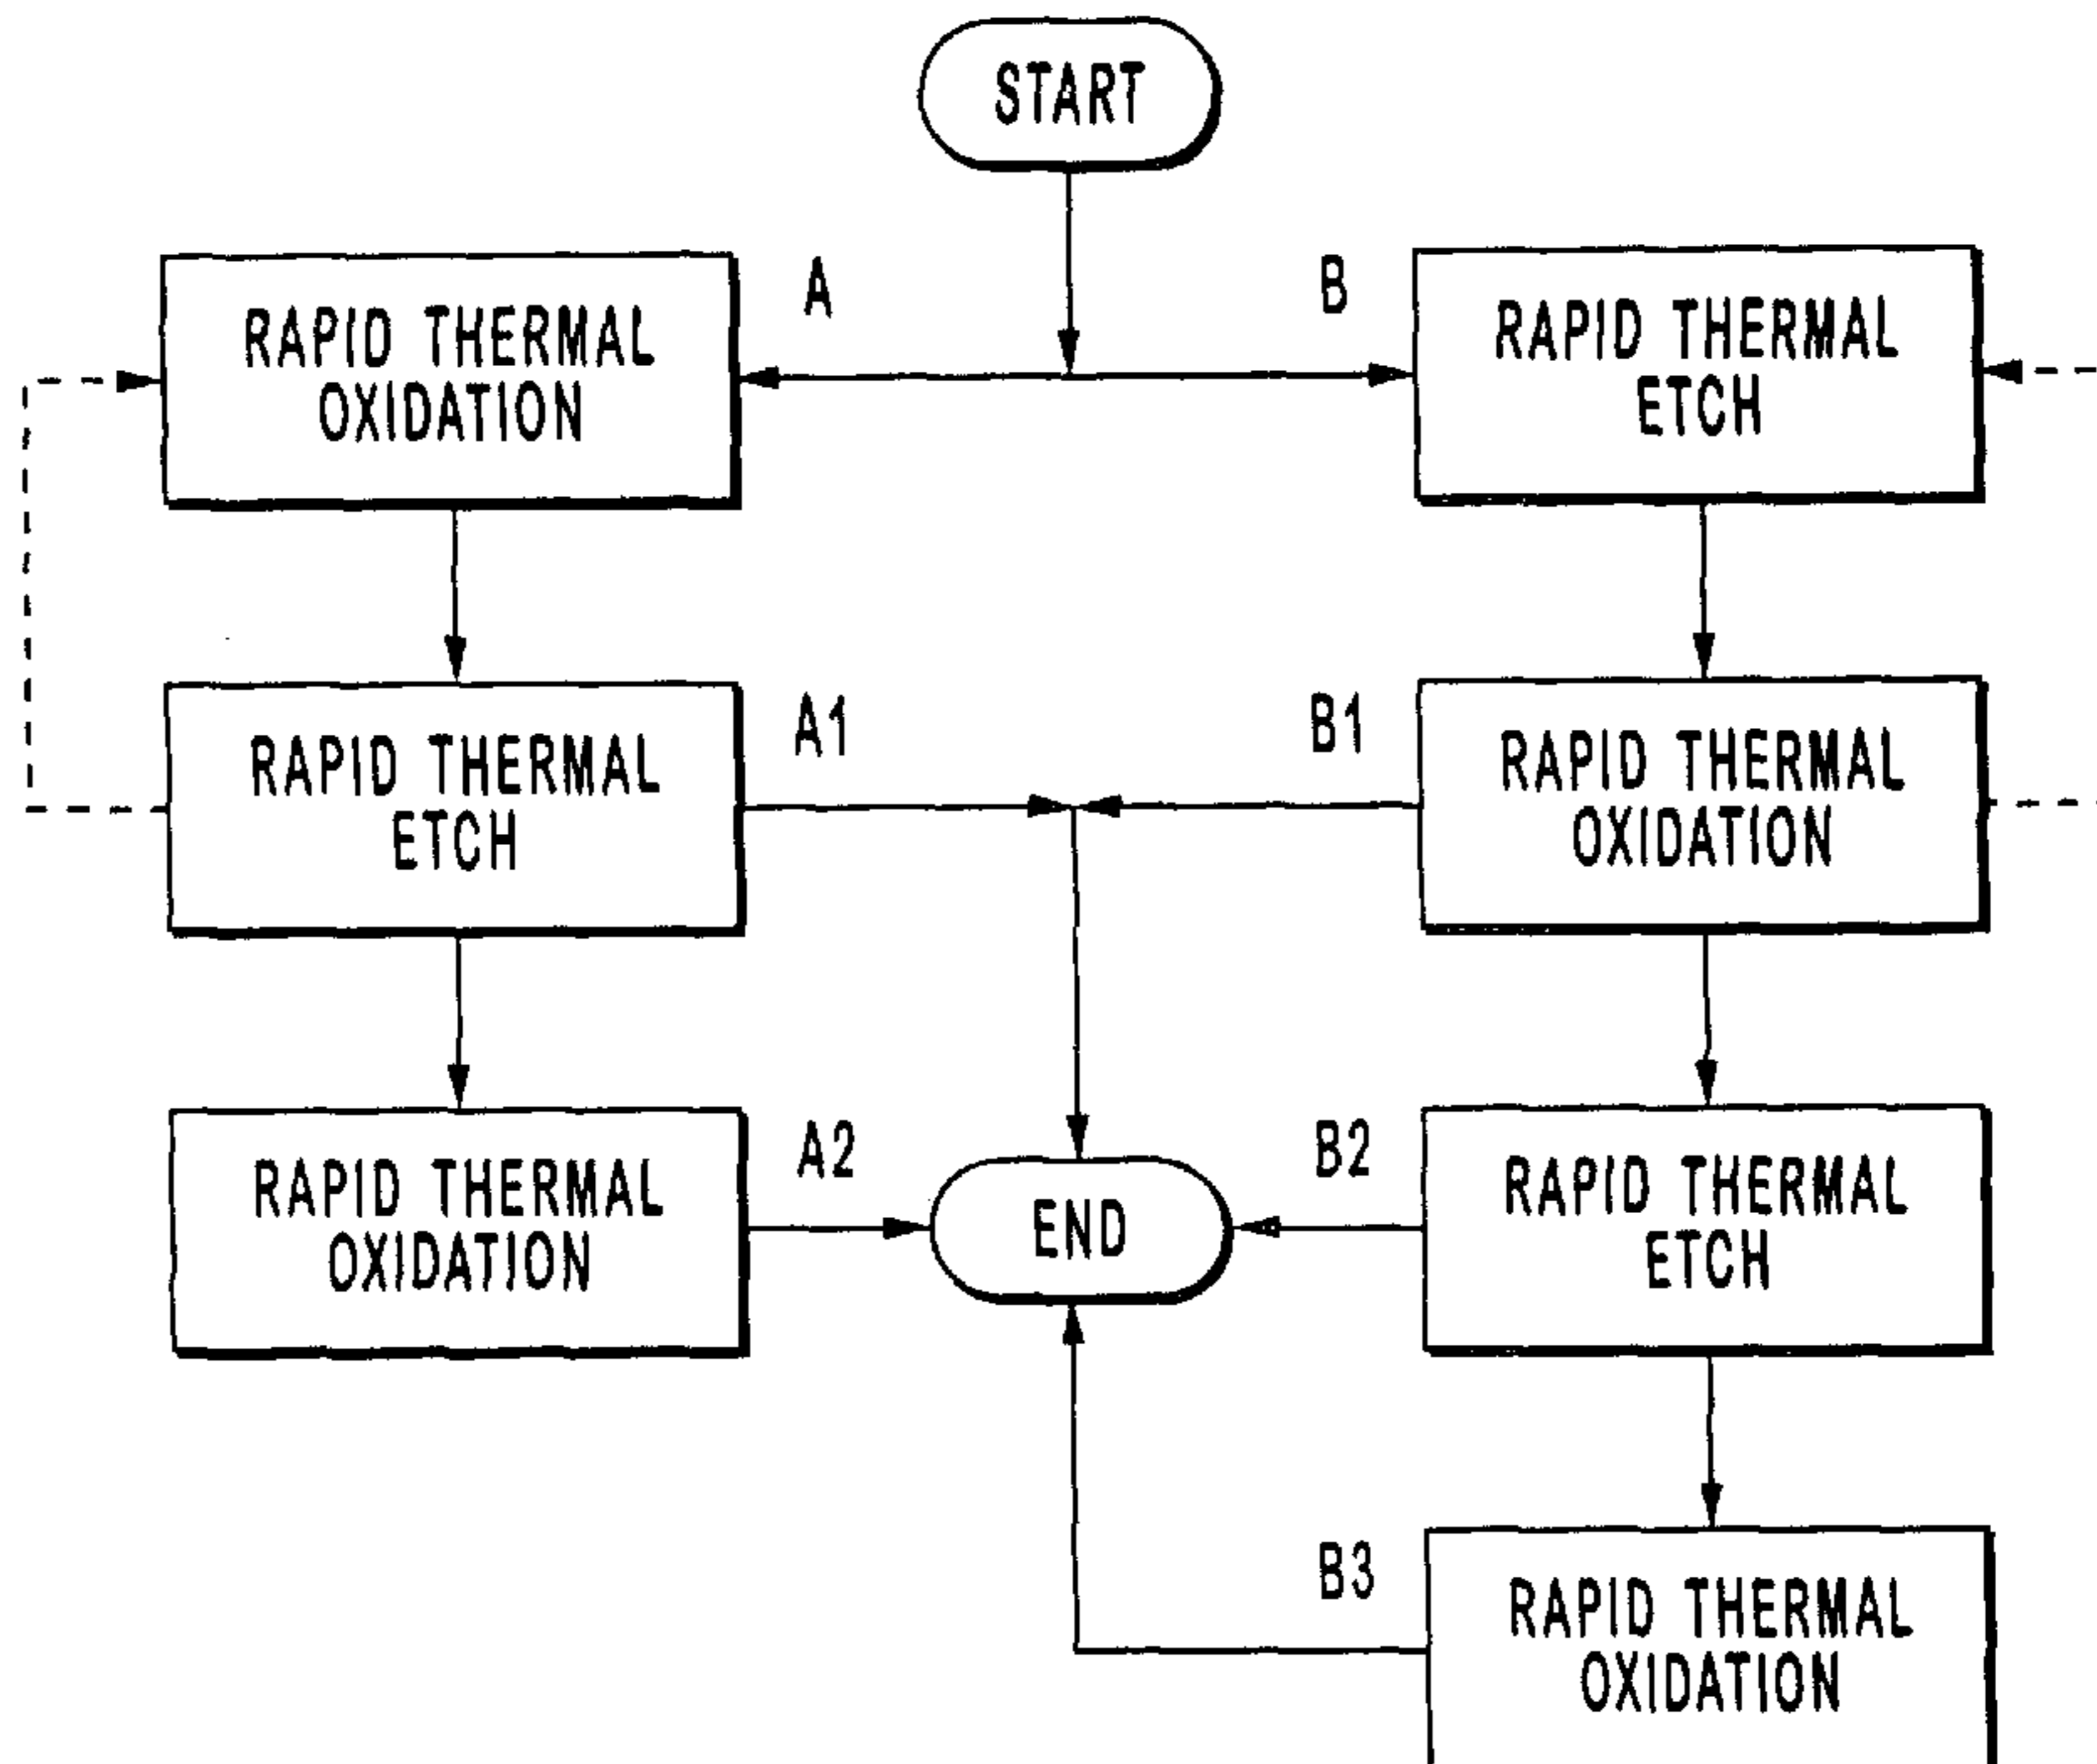 START
A
B
RAPID THERMAL
OXIDATION
RAPID THERMAL
ETCH
A1
B1
RAPID THERMAL
ETCH
RAPID THERMAL
OXIDATION
A2
B2
RAPID THERMAL
OXIDATION
END
RAPID THERMAL
ETCH
B3
RAPID THERMAL
OXIDATION